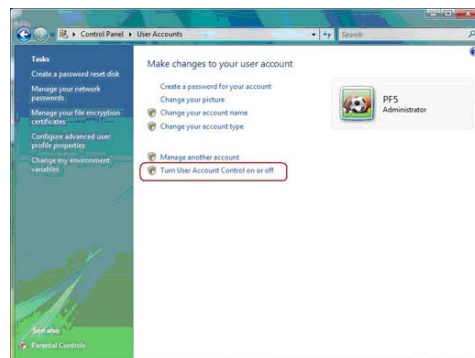 Control Panel ▸ User Accounts
Search
Tasks
Create a password reset disk
Manage your network
passwords
Manage your file encryption
certificates
Configure advanced user
profile properties
Change my environment
variables
See also
Parental Controls
Make changes to your user account
Create a password for your account
Change your picture
Change your account name
Change your account type
Manage another account
Turn User Account Control on or off
PF5
Administrator